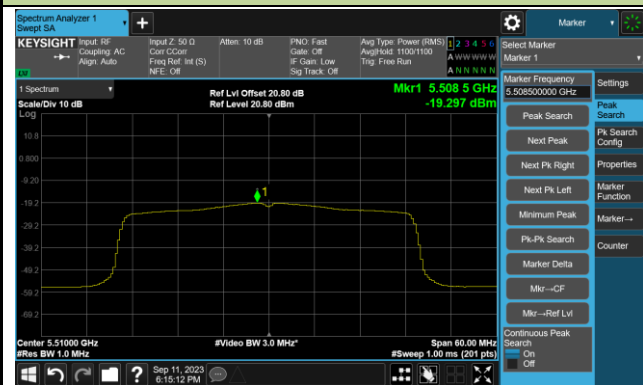 Spectrum Analyzer 1
Swept SA
Marker
KEYSIGHT
Input: RF
Coupling: AC
Align: Auto
Input Z: 50 Ω
Corr CCorr
Freq Ref: Int (S)
NFE: Off
Atten: 10 dB
PNO: Fast
Gate: Off
IF Gain: Low
Sig Track: Off
Avg Type: Power (RMS)
Avg|Hold: 1100/1100
Trig: Free Run
1 2 3 4 5 6
A W W W W W
A N N N N N
Select Marker
Marker 1
1 Spectrum
Scale/Div 10 dB
Log
Ref Lvl Offset 20.80 dB
Ref Level 20.80 dBm
Mkr1 5.508 5 GHz
-19.297 dBm
10.8
0.800
-9.20
-19.2
-29.2
-39.2
-49.2
-59.2
-69.2
1
Center 5.51000 GHz
#Res BW 1.0 MHz
#Video BW 3.0 MHz*
Span 60.00 MHz
#Sweep 1.00 ms (201 pts)
Marker Frequency
5.508500000 GHz
Peak Search
Next Peak
Next Pk Right
Next Pk Left
Minimum Peak
Pk-Pk Search
Marker Delta
Mkr→CF
Mkr→Ref Lvl
Continuous Peak
Search
On
Off
Settings
Peak
Search
Pk Search
Config
Properties
Marker
Function
Marker→
Counter
Sep 11, 2023
6:15:12 PM